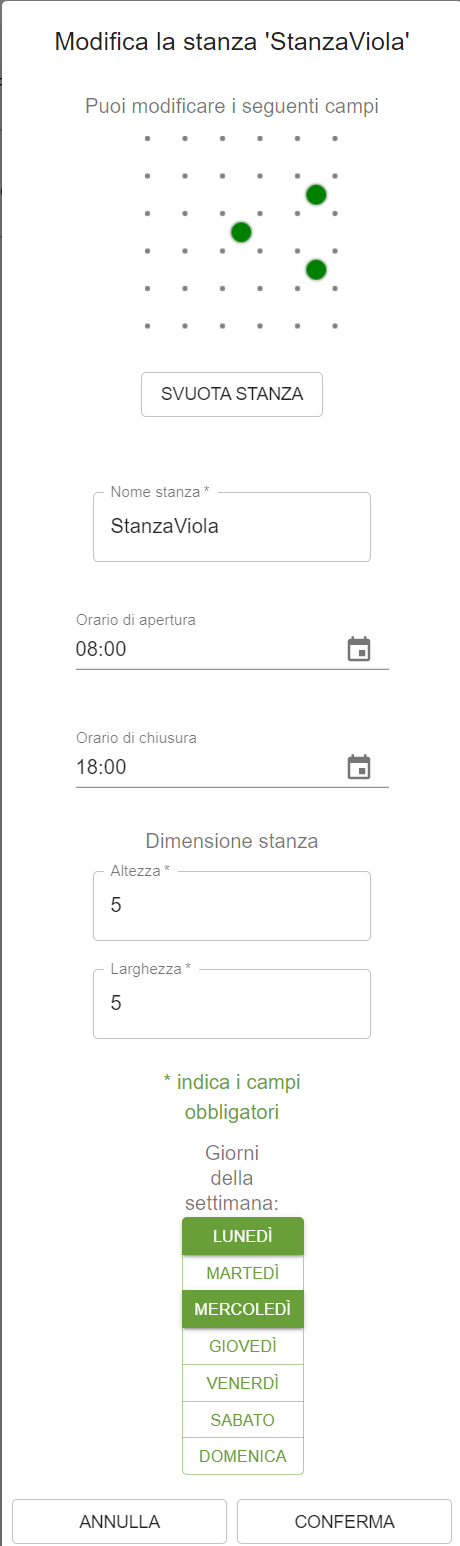 Modifica la stanza 'StanzaViola'
Puoi modificare i seguenti campi
SVUOTA STANZA
Nome stanza *
StanzaViola
Orario di apertura
08:00
Orario di chiusura
18:00
Dimensione stanza
Altezza *
5
Larghezza *
5
* indica i campi
obbligatori
Giorni
della
settimana:
LUNEDÌ
MARTEDÌ
MERCOLEDÌ
GIOVEDÌ
VENERDÌ
SABATO
DOMENICA
ANNULLA
CONFERMA